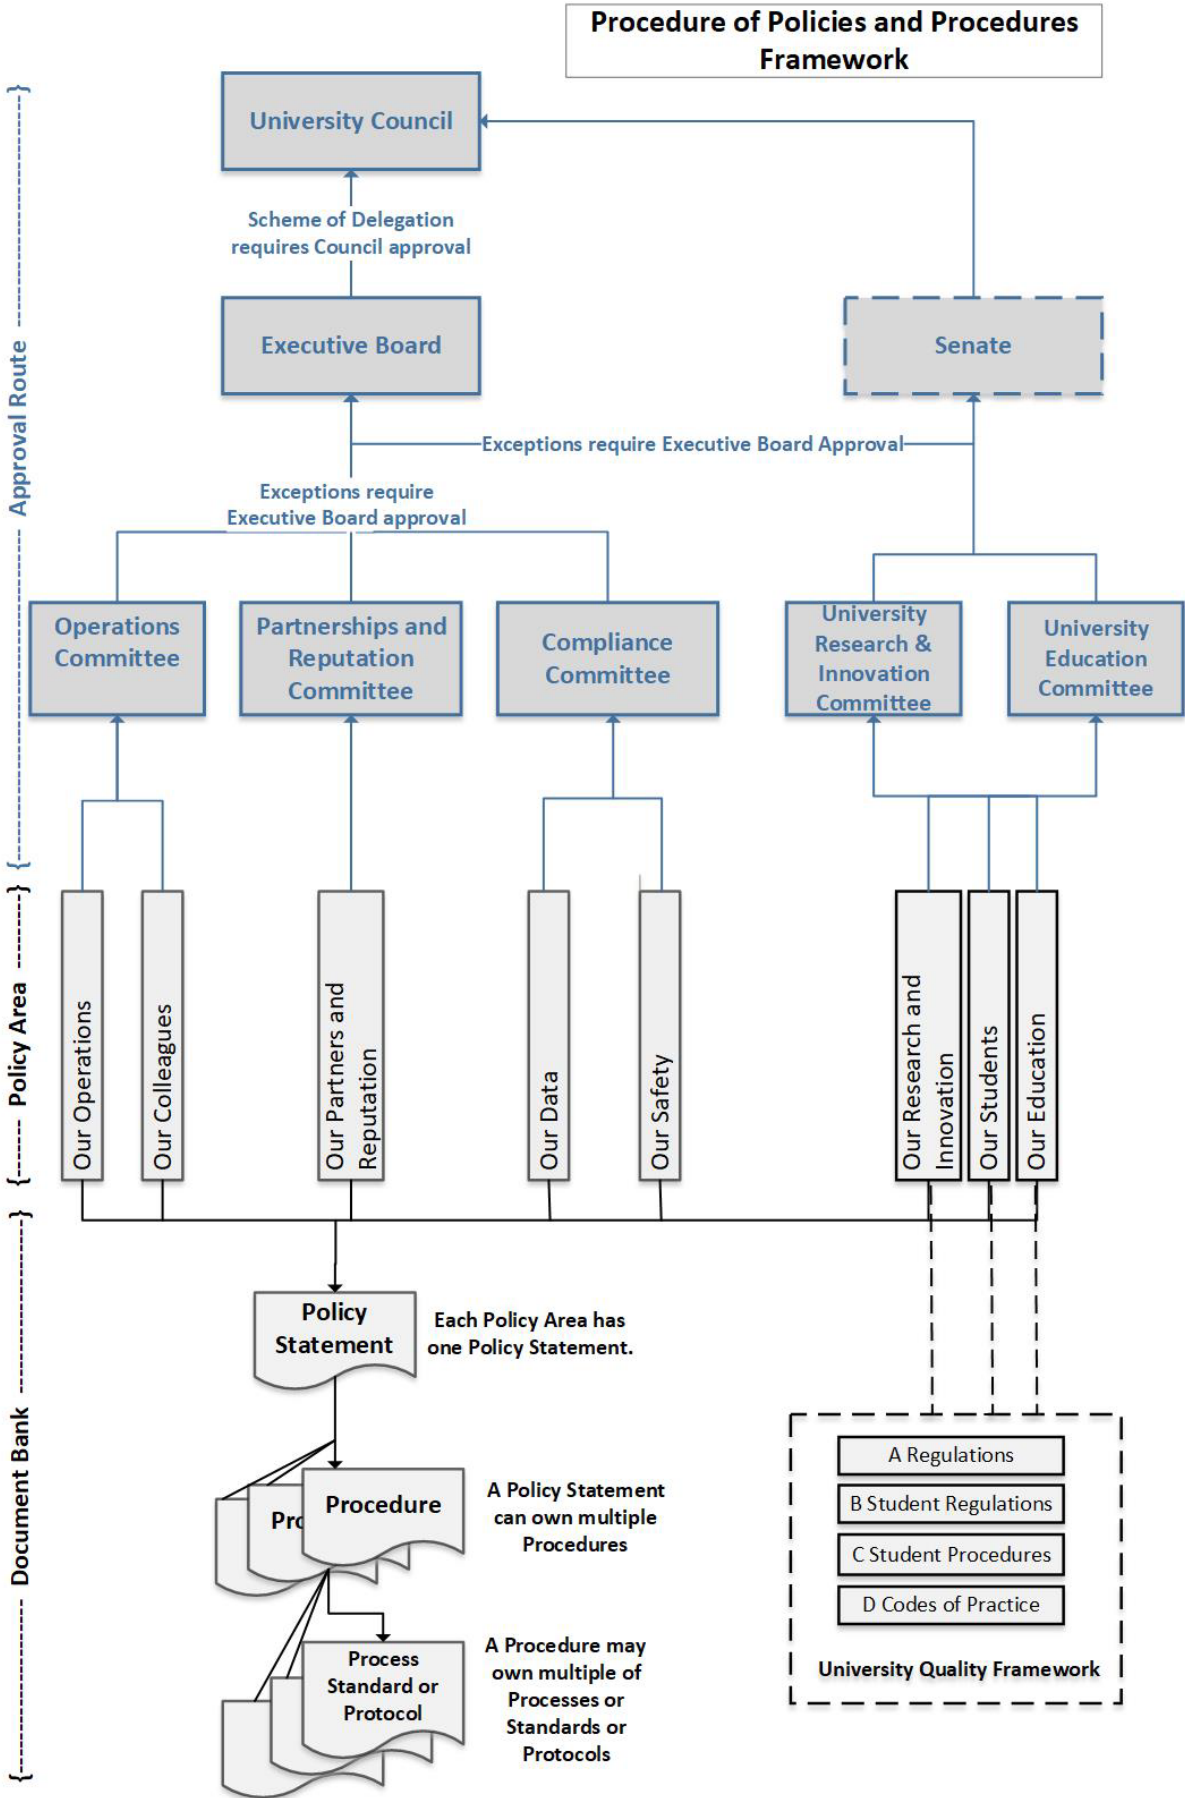 Procedure of Policies and Procedures
Framework
University Council
Scheme of Delegation
requires Council approval
Executive Board
Senate
Exceptions require Executive Board Approval
Exceptions require
Executive Board approval
Operations
Committee
Partnerships and
Reputation
Committee
Compliance
Committee
University
Research &
Innovation
Committee
University
Education
Committee
{---------------- Approval Route ----------------}
Our Operations
Our Colleagues
Our Partners and
Reputation
Our Data
Our Safety
Our Research and
Innovation
Our Students
Our Education
{------ Policy Area --------}
Policy
Statement
Each Policy Area has
one Policy Statement.
Proc
Procedure
A Policy Statement
can own multiple
Procedures
Process
Standard or
Protocol
A Procedure may
own multiple of
Processes or
Standards or
Protocols
{---------------- Document Bank ----------------}
A Regulations
B Student Regulations
C Student Procedures
D Codes of Practice
University Quality Framework